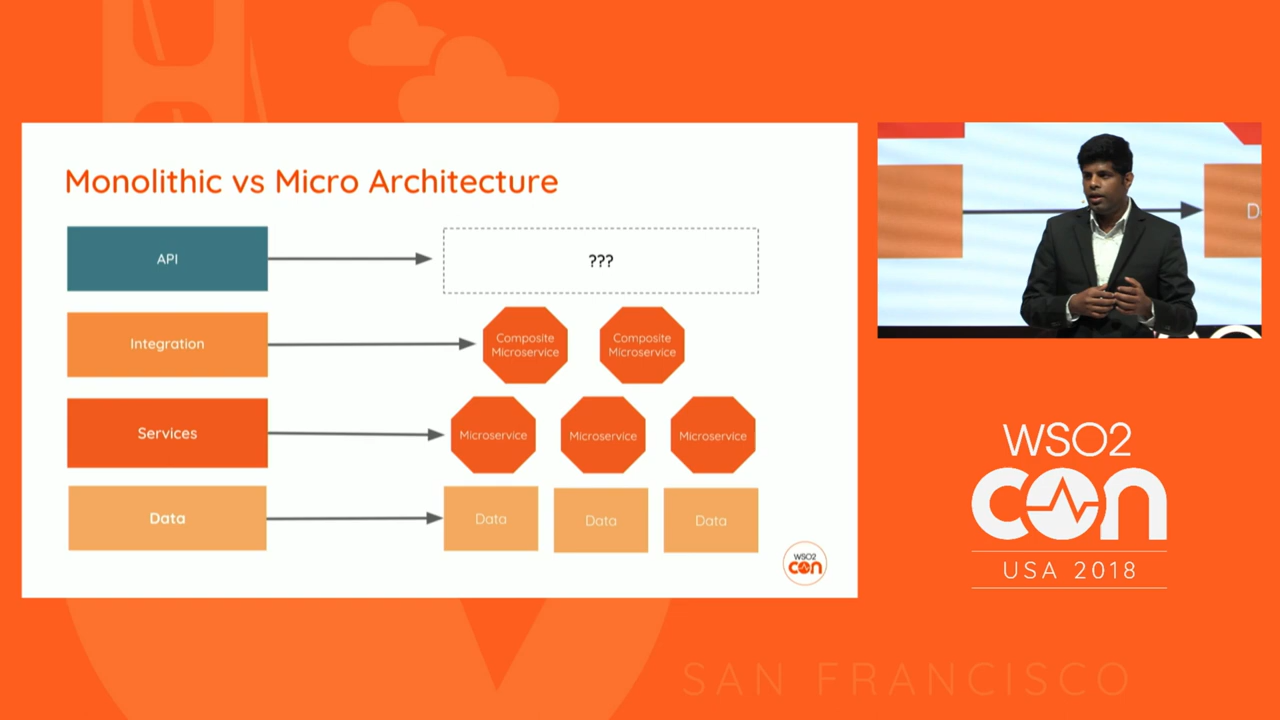 Monolithic vs Micro Architecture
API
???
Integration
Composite
Microservice
Composite
Microservice
Services
Microservice
Microservice
Microservice
Data
Data
Data
Data
WSO2
con
D
WSO2
con
USA 2018
SAN FRANCISCO